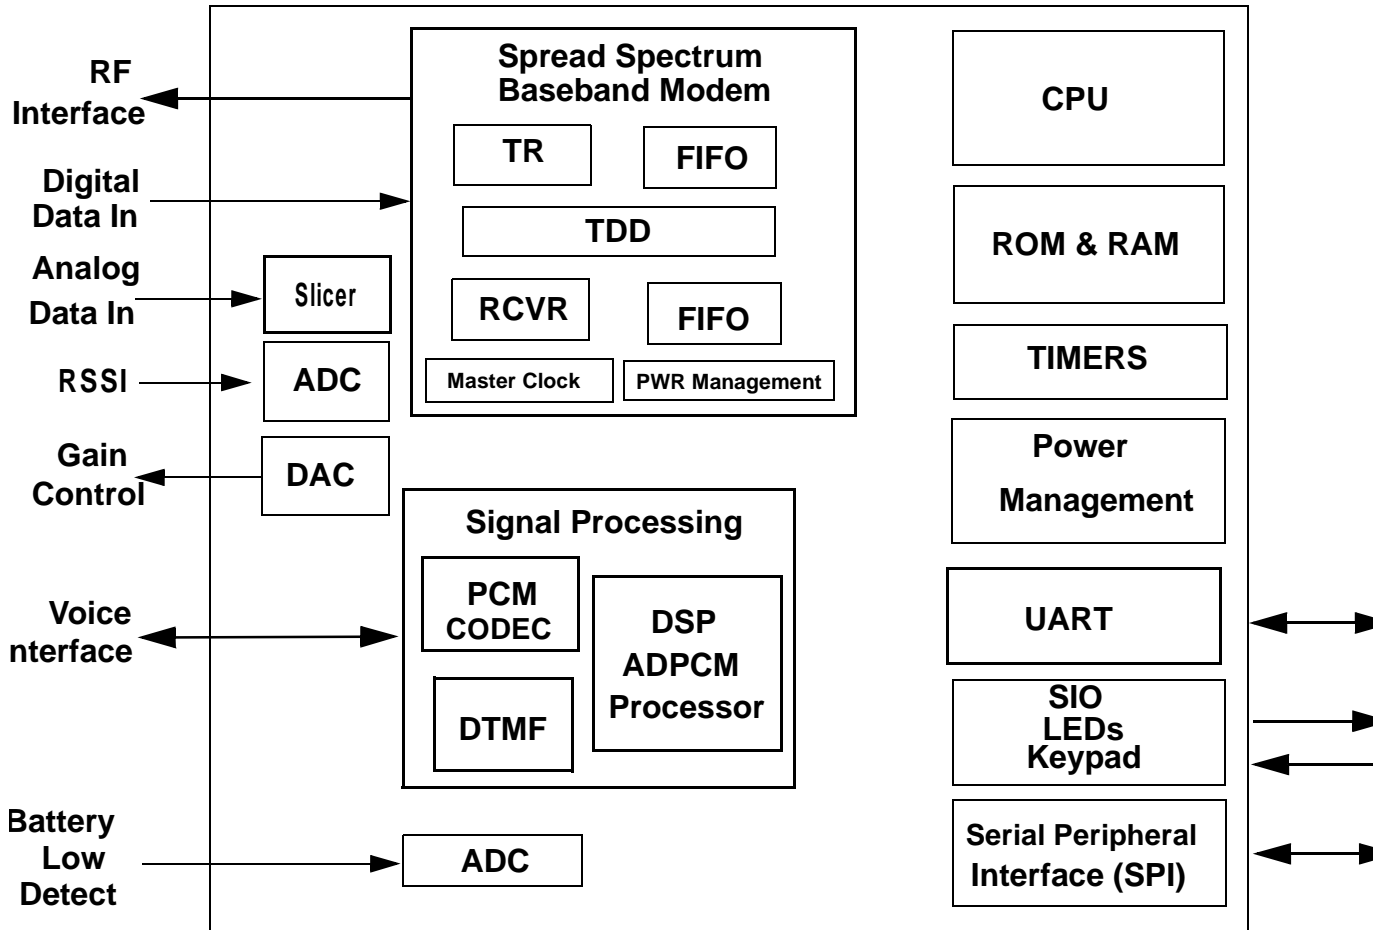 RF
Interface
Digital
Data In
Analog
Data In
RSSI
Gain
Control
Voice
nterface
Battery
Low
Detect
Spread Spectrum
Baseband Modem
TR
FIFO
TDD
RCVR
FIFO
Master Clock
PWR Management
Slicer
ADC
DAC
Signal Processing
PCM
CODEC
DSP
ADPCM
Processor
DTMF
ADC
CPU
ROM & RAM
TIMERS
Power
Management
UART
SIO
LEDs
Keypad
Serial Peripheral
Interface (SPI)